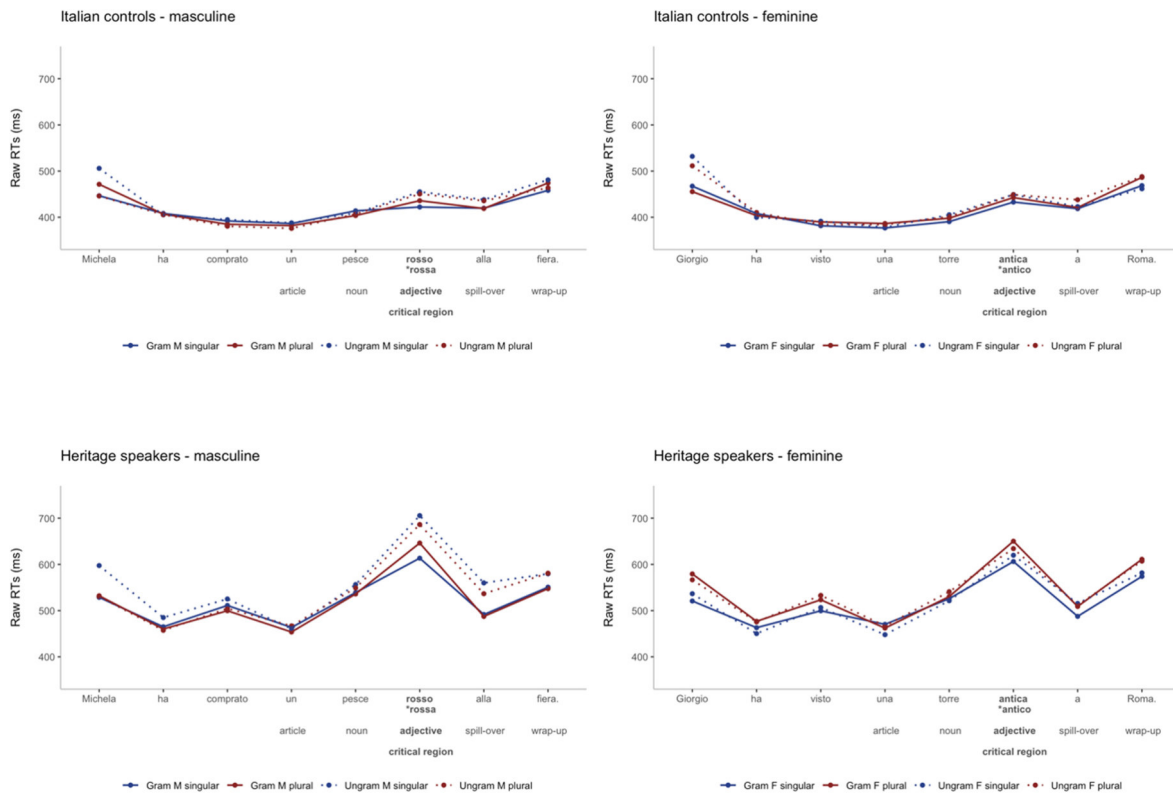 Italian controls - masculine
Raw RTs (ms)
700
600
500
400
Michela ha comprato un pesce rosso alla fiera.
*rossa
article noun adjective spill-over wrap-up
critical region
Gram M singular Gram M plural Ungram M singular Ungram M plural
Italian controls - feminine
Raw RTs (ms)
700
600
500
400
Giorgio ha visto una torre antica a Roma.
*antico
article noun adjective spill-over wrap-up
critical region
Gram F singular Gram F plural Ungram F singular Ungram F plural
Heritage speakers - masculine
Raw RTs (ms)
700
600
500
400
Michela ha comprato un pesce rosso alla fiera.
*rossa
article noun adjective spill-over wrap-up
critical region
Gram M singular Gram M plural Ungram M singular Ungram M plural
Heritage speakers - feminine
Raw RTs (ms)
700
600
500
400
Giorgio ha visto una torre antica a Roma.
*antico
article noun adjective spill-over wrap-up
critical region
Gram F singular Gram F plural Ungram F singular Ungram F plural